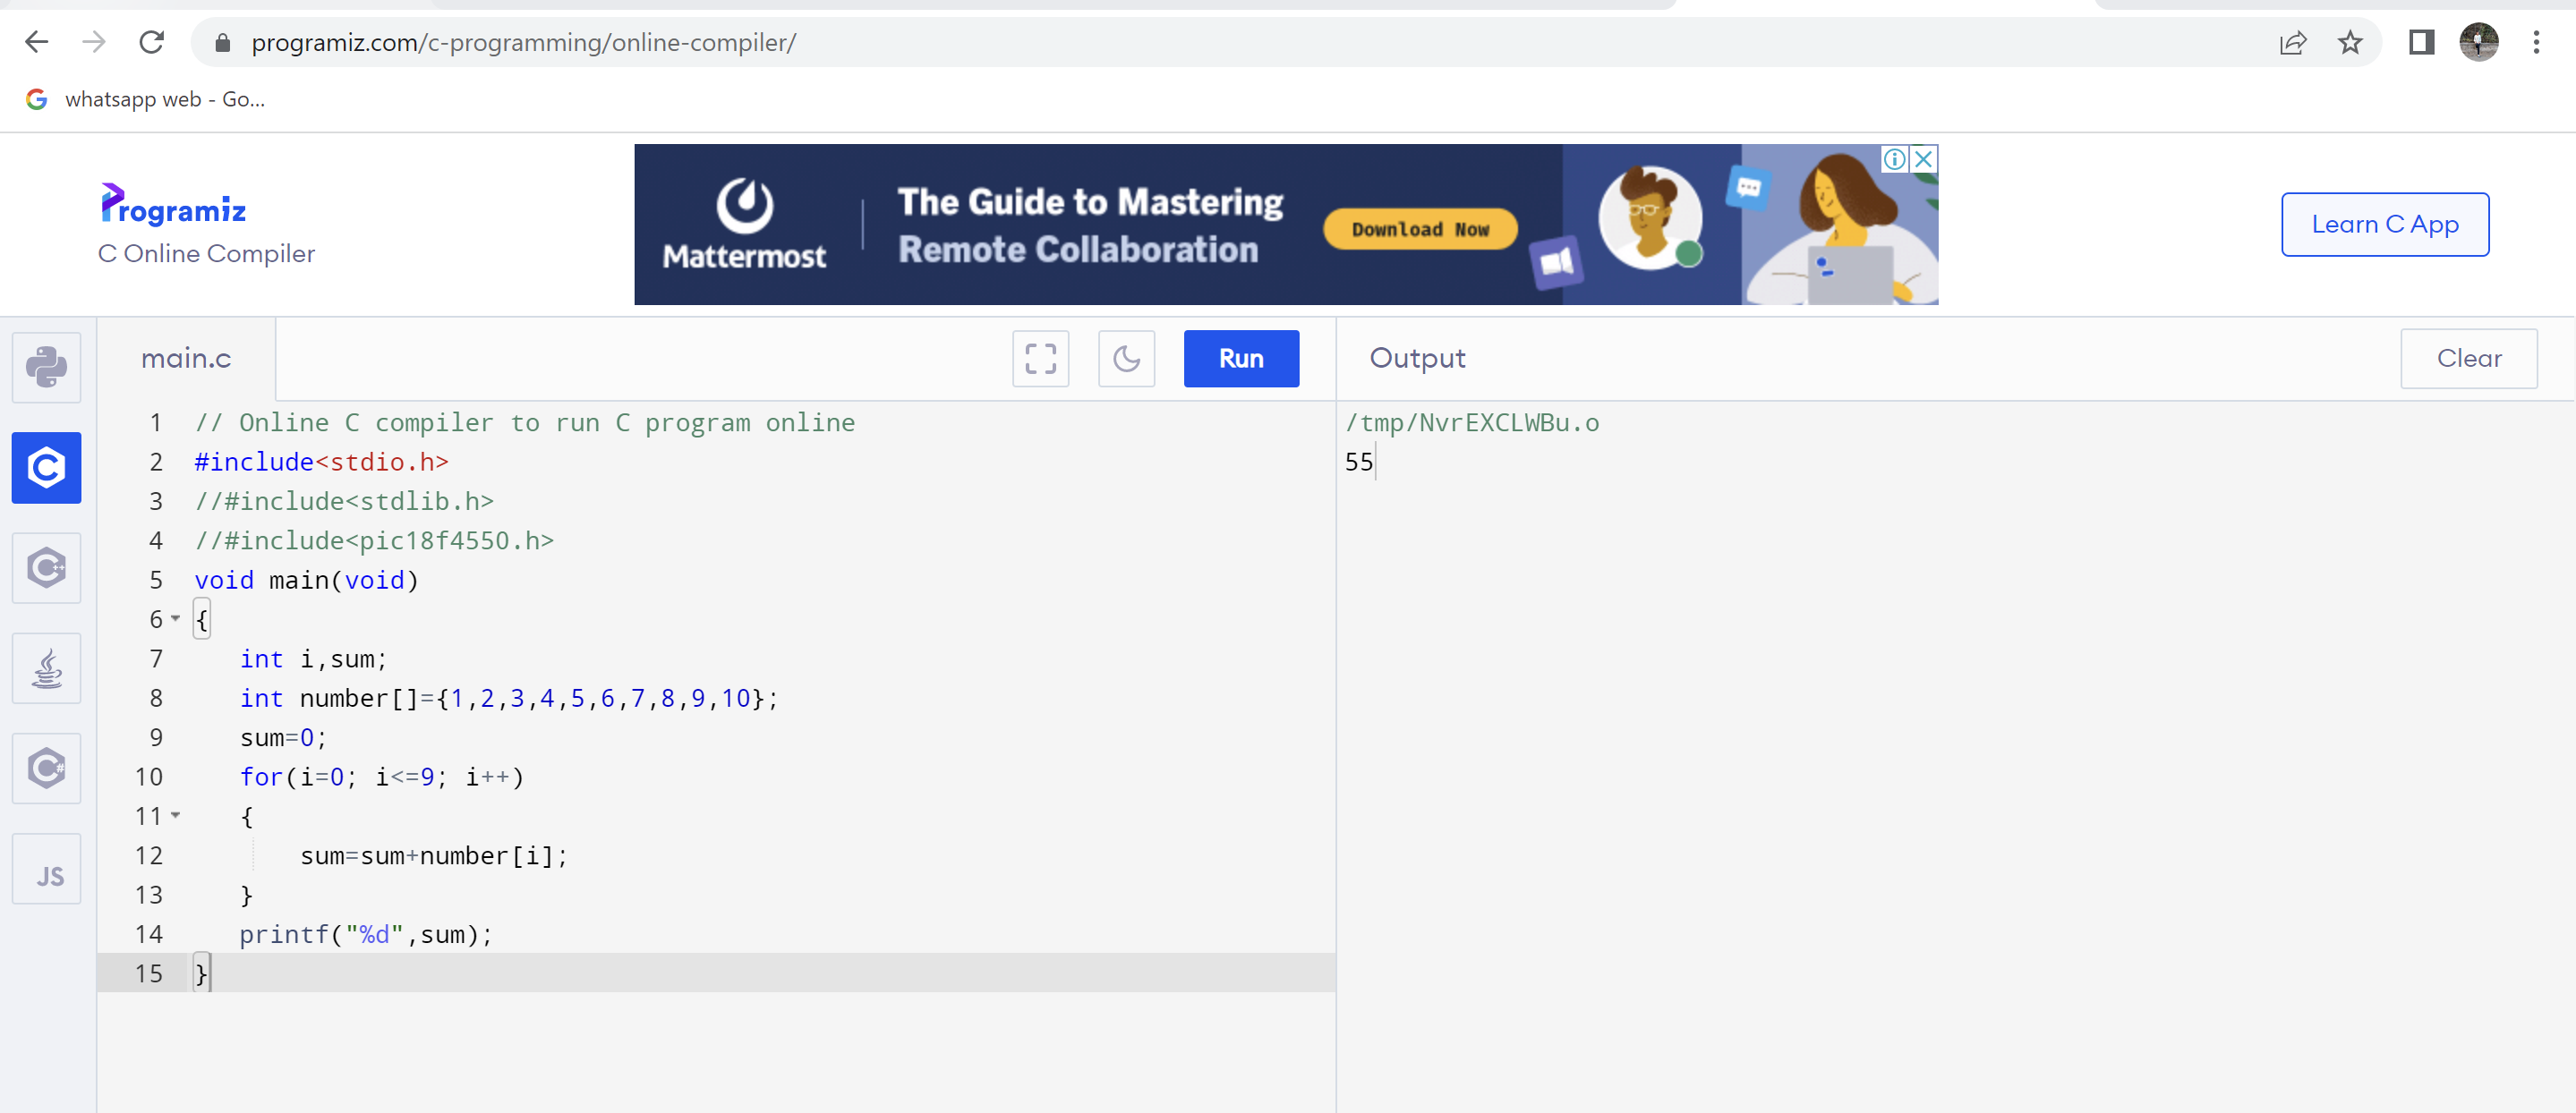 programiz.com/c-programming/online-compiler/
whatsapp web - Go...
Programiz
C Online Compiler
Mattermost
The Guide to Mastering
Remote Collaboration
Download Now
Learn C App
main.c
Run
Output
Clear
1 // Online C compiler to run C program online
2 #include<stdio.h>
3 //#include<stdlib.h>
4 //#include<pic18f4550.h>
5 void main(void)
6 {
7 int i,sum;
8 int number[]={1,2,3,4,5,6,7,8,9,10};
9 sum=0;
10 for(i=0; i<=9; i++)
11 {
12 sum=sum+number[i];
13 }
14 printf("%d",sum);
15 }
/tmp/NvrEXCLWBu.o
55
C
C++
C#
JS